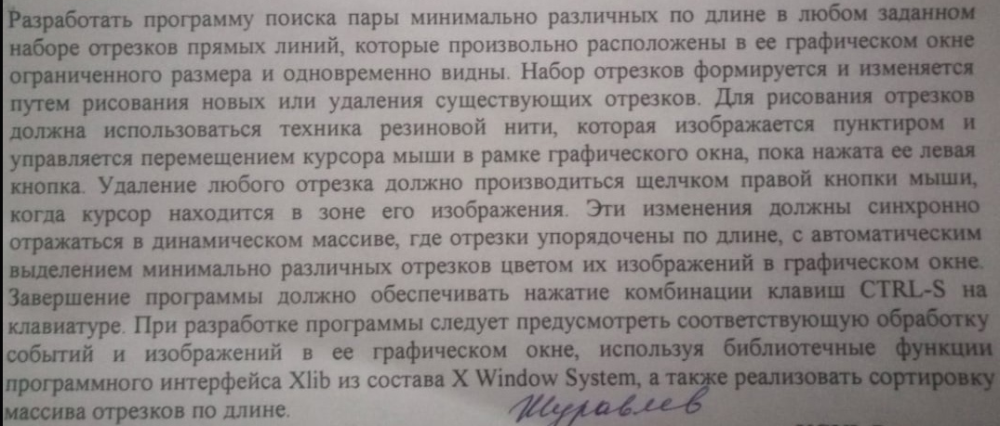 Разработать программу поиска пары минимально различных по длине в любом заданном
наборе отрезков прямых линий, которые произвольно расположены в ее графическом окне
ограниченного размера и одновременно видны. Набор отрезков формируется и изменяется
путем рисования новых или удаления существующих отрезков. Для рисования отрезков
должна использоваться техника резиновой нити, которая изображается пунктиром и
управляется перемещением курсора мыши в рамке графического окна, пока нажата ее левая
кнопка. Удаление любого отрезка должно производиться щелчком правой кнопки мыши,
когда курсор находится в зоне его изображения. Эти изменения должны синхронно
отражаться в динамическом массиве, где отрезки упорядочены по длине, с автоматическим
выделением минимально различных отрезков цветом их изображений в графическом окне.
Завершение программы должно обеспечивать нажатие комбинации клавиш CTRL-S на
клавиатуре. При разработке программы следует предусмотреть соответствующую обработку
событий и изображений в ее графическом окне, используя библиотечные функции
программного интерфейса Xlib из состава X Window System, а также реализовать сортировку
массива отрезков по длине.
Журавлев